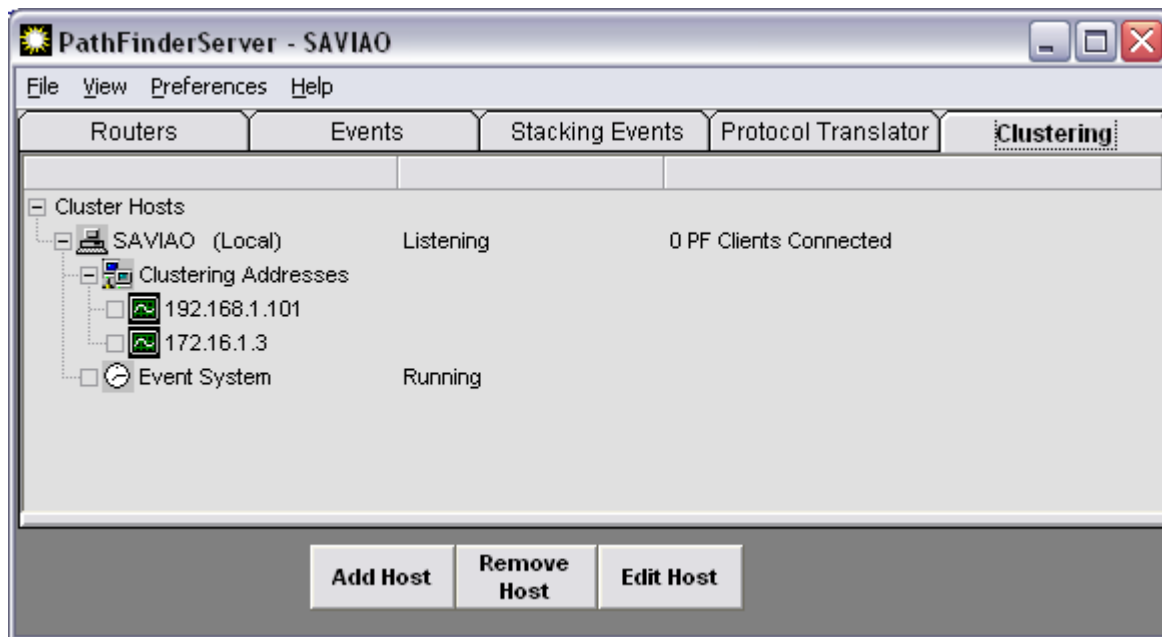 PathFinderServer - SAVIAO
File View Preferences Help
Routers Events Stacking Events Protocol Translator Clustering
Cluster Hosts
SAVIAO (Local) Listening 0 PF Clients Connected
Clustering Addresses
192.168.1.101
172.16.1.3
Event System Running
Add Host Remove Host Edit Host